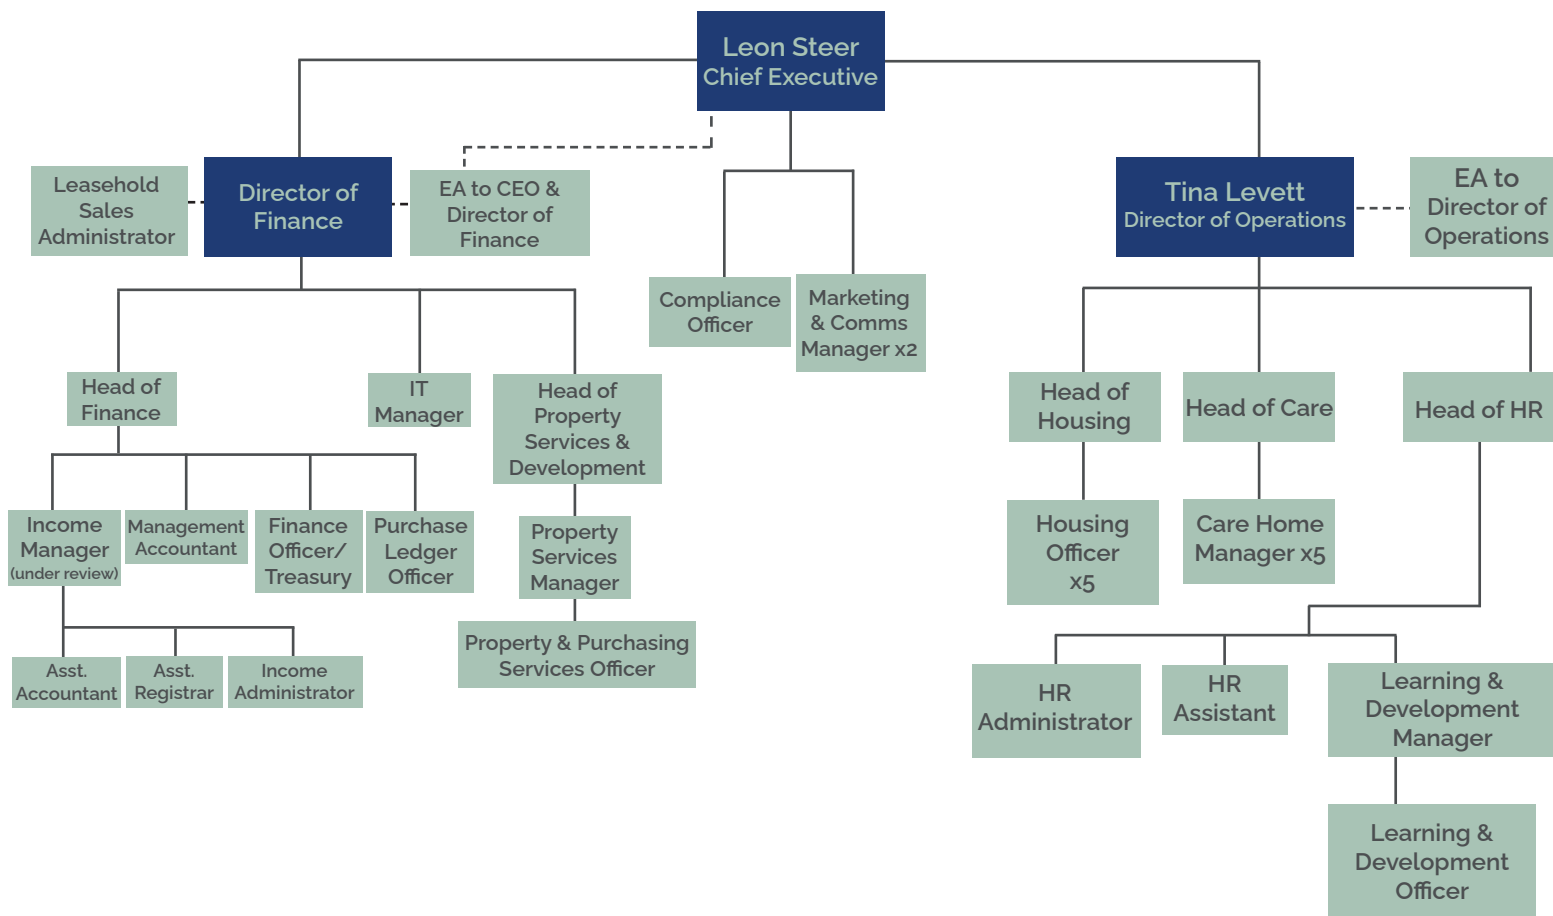 Leon Steer
Chief Executive
Leasehold
Sales
Administrator
Director of
Finance
EA to CEO &
Director of
Finance
Tina Levett
Director of Operations
EA to
Director of
Operations
Compliance
Officer
Marketing
& Comms
Manager x2
Head of
Finance
IT
Manager
Head of
Property
Services &
Development
Head of
Housing
Head of Care
Head of HR
Income
Manager
(under review)
Management
Accountant
Finance
Officer/
Treasury
Purchase
Ledger
Officer
Property
Services
Manager
Housing
Officer
x5
Care Home
Manager x5
Property & Purchasing
Services Officer
Asst.
Accountant
Asst.
Registrar
Income
Administrator
HR
Administrator
HR
Assistant
Learning &
Development
Manager
Learning &
Development
Officer